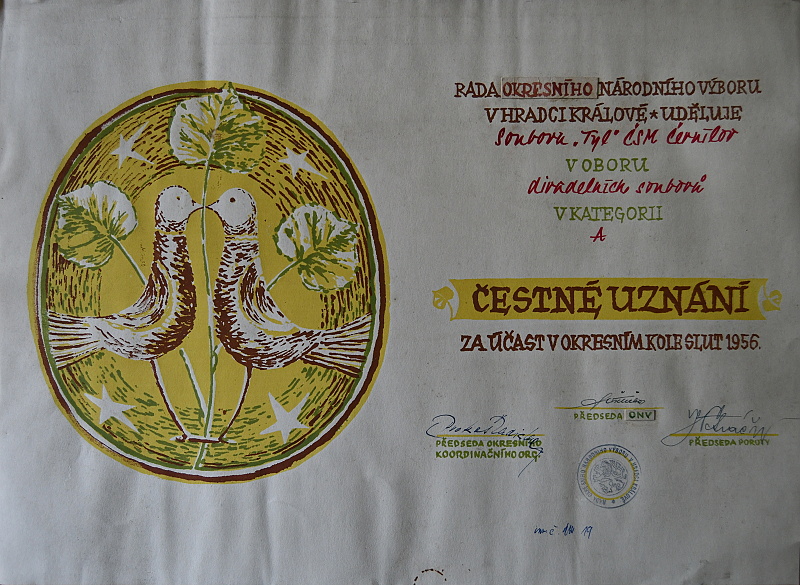 RADA OKRESNÍHO NÁRODNÍHO VÝBORU
V HRADCI KRÁLOVÉ * UDĚLUJE
Souboru „Tyl" ČSM Černilov
V OBORU
divadelních souborů
V KATEGORII
A
ČESTNÉ UZNÁNÍ
ZA ÚČAST V OKRESNÍM KOLE SLUT 1956.
PŘEDSEDA OKRESNÍHO
KOORDINAČNÍHO ORG.
PŘEDSEDA ONV
PŘEDSEDA POROTY
19